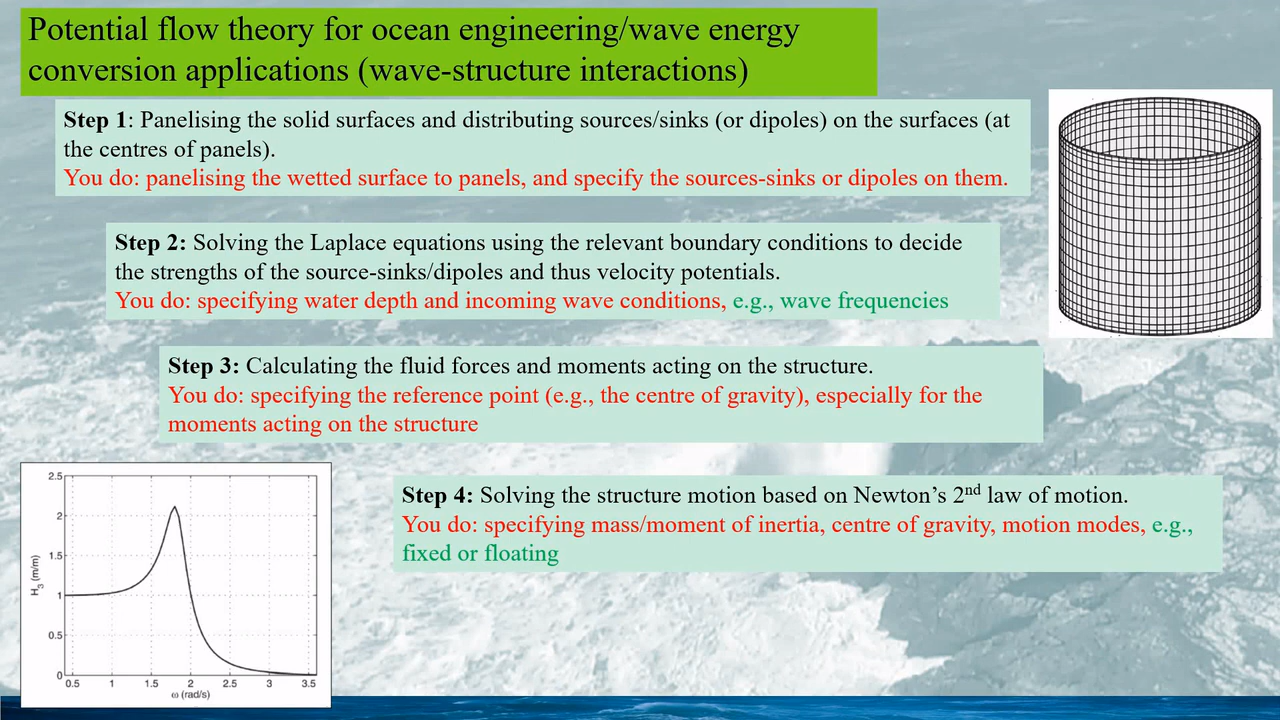 Potential flow theory for ocean engineering/wave energy
conversion applications (wave-structure interactions)
Step 1: Panelising the solid surfaces and distributing sources/sinks (or dipoles) on the surfaces (at
the centres of panels).
You do: panelising the wetted surface to panels, and specify the sources-sinks or dipoles on them.
Step 2: Solving the Laplace equations using the relevant boundary conditions to decide
the strengths of the source-sinks/dipoles and thus velocity potentials.
You do: specifying water depth and incoming wave conditions, e.g., wave frequencies
Step 3: Calculating the fluid forces and moments acting on the structure.
You do: specifying the reference point (e.g., the centre of gravity), especially for the
moments acting on the structure
Step 4: Solving the structure motion based on Newton’s 2nd law of motion.
You do: specifying mass/moment of inertia, centre of gravity, motion modes, e.g.,
fixed or floating
2.5
2
1.5
1
0.5
0
H3 (m/m)
0.5 1 1.5 2 2.5 3 3.5
ω (rad/s)